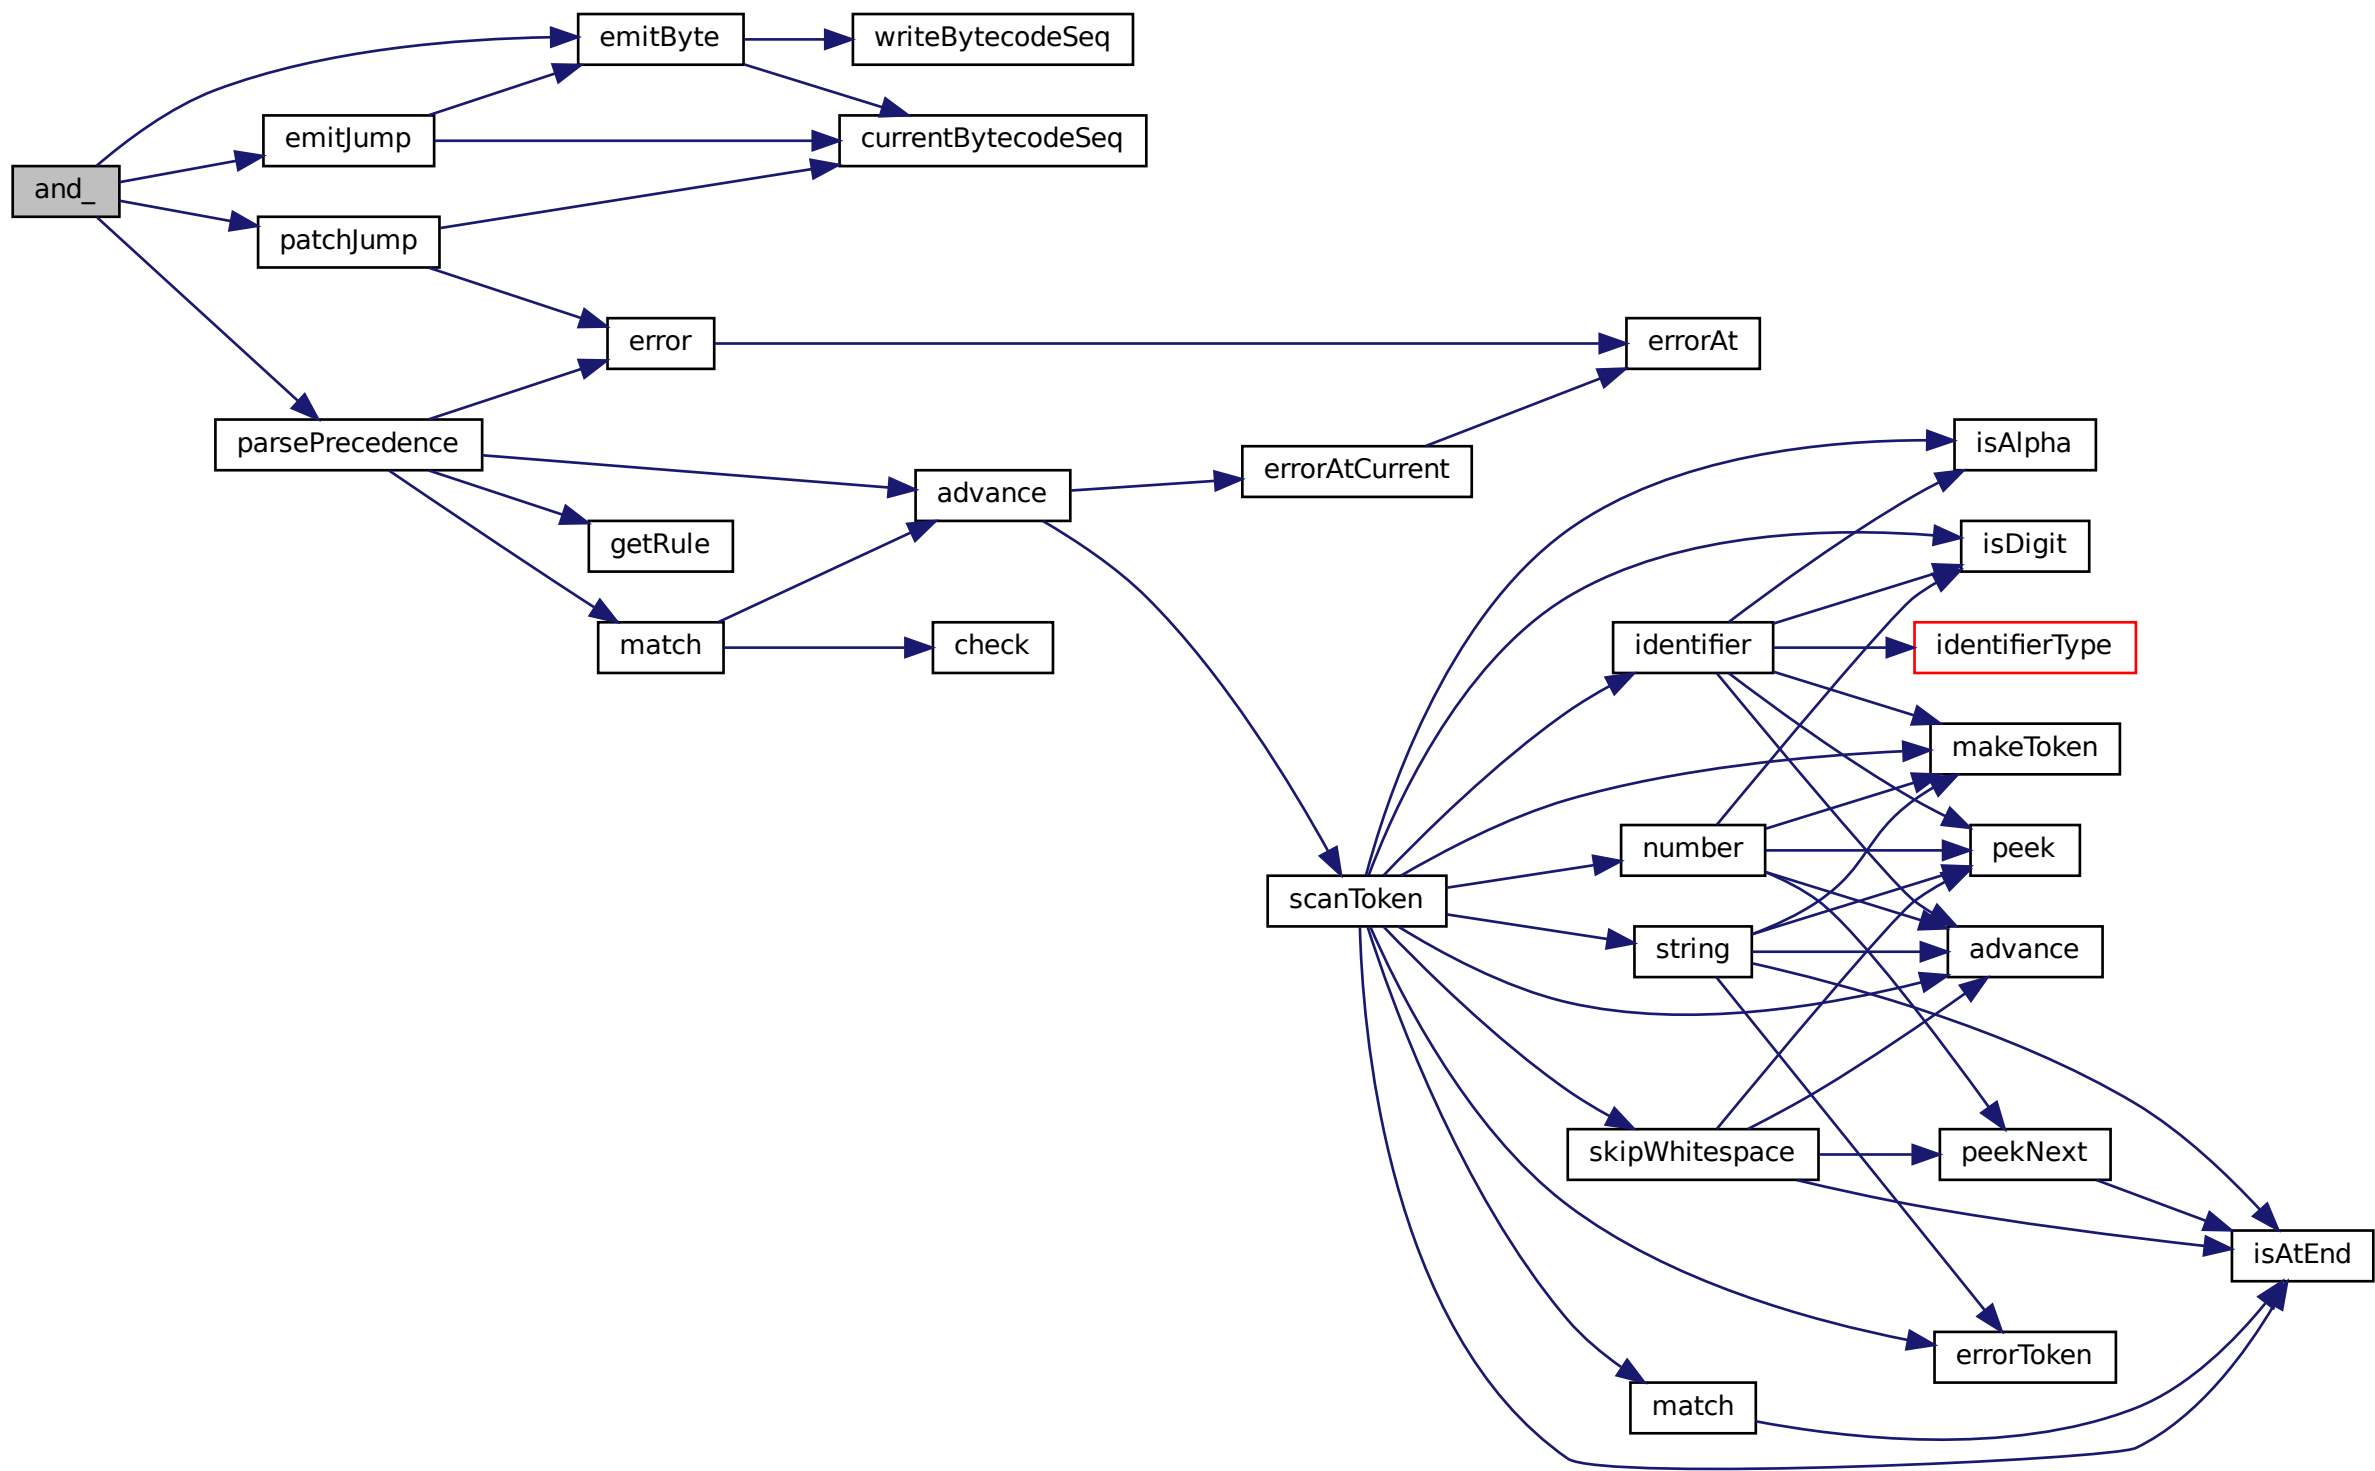 emitByte
writeBytecodeSeq
emitJump
currentBytecodeSeq
and_
patchJump
error
errorAt
parsePrecedence
isAlpha
errorAtCurrent
advance
getRule
isDigit
match
check
identifier
identifierType
makeToken
number
peek
scanToken
string
advance
skipWhitespace
peekNext
isAtEnd
errorToken
match